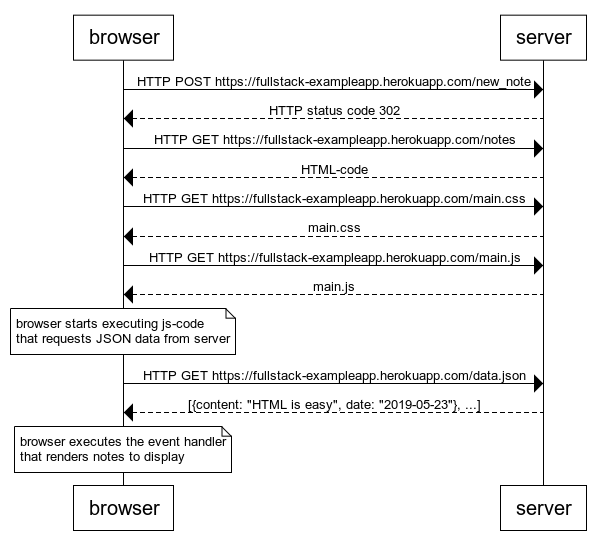 browser
server
HTTP POST https://fullstack-exampleapp.herokuapp.com/new_note
HTTP status code 302
HTTP GET https://fullstack-exampleapp.herokuapp.com/notes
HTML-code
HTTP GET https://fullstack-exampleapp.herokuapp.com/main.css
main.css
HTTP GET https://fullstack-exampleapp.herokuapp.com/main.js
main.js
browser starts executing js-code
that requests JSON data from server
HTTP GET https://fullstack-exampleapp.herokuapp.com/data.json
[{content: "HTML is easy", date: "2019-05-23"}, ...]
browser executes the event handler
that renders notes to display
browser
server